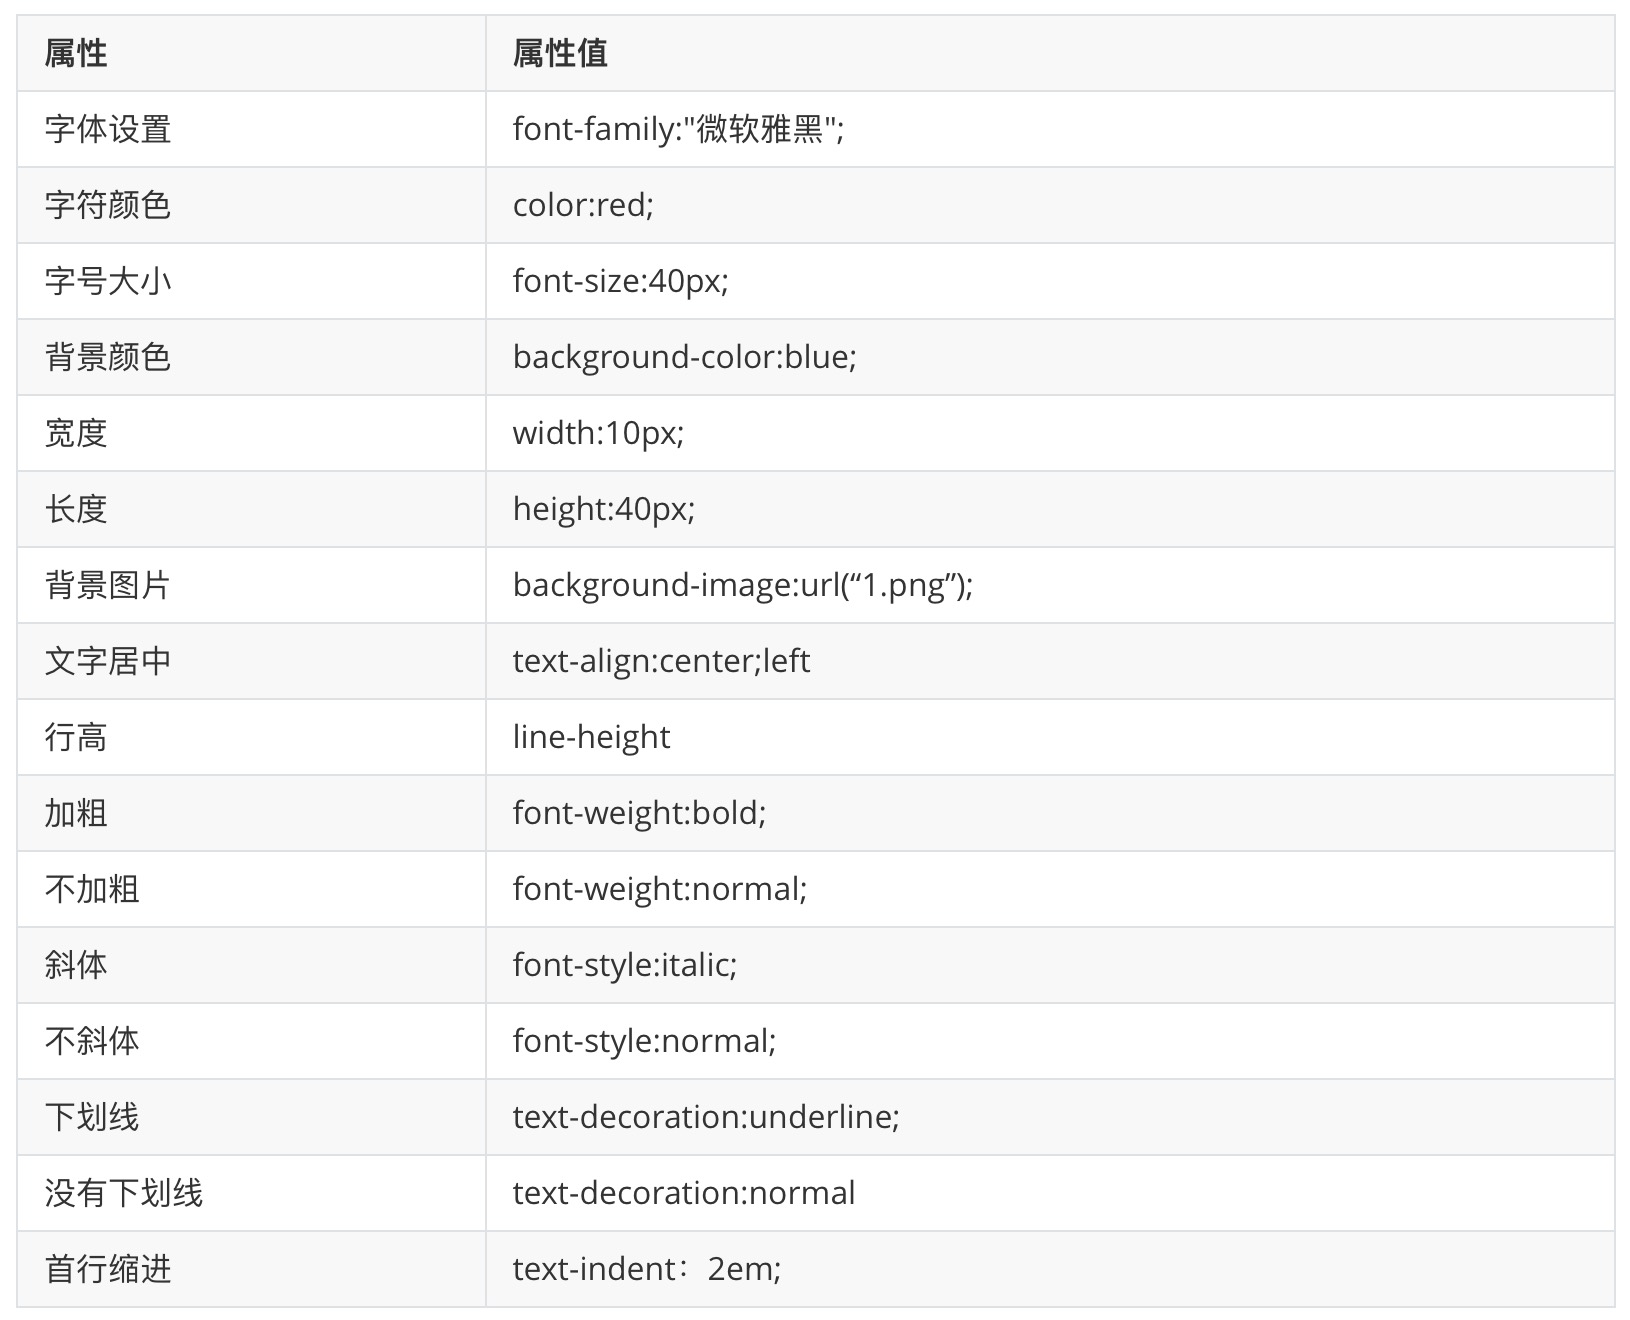 属性 属性值
字体设置 font-family:"微软雅黑";
字符颜色 color:red;
字号大小 font-size:40px;
背景颜色 background-color:blue;
宽度 width:10px;
长度 height:40px;
背景图片 background-image:url(“1.png”);
文字居中 text-align:center;left
行高 line-height
加粗 font-weight:bold;
不加粗 font-weight:normal;
斜体 font-style:italic;
不斜体 font-style:normal;
下划线 text-decoration:underline;
没有下划线 text-decoration:normal
首行缩进 text-indent：2em;